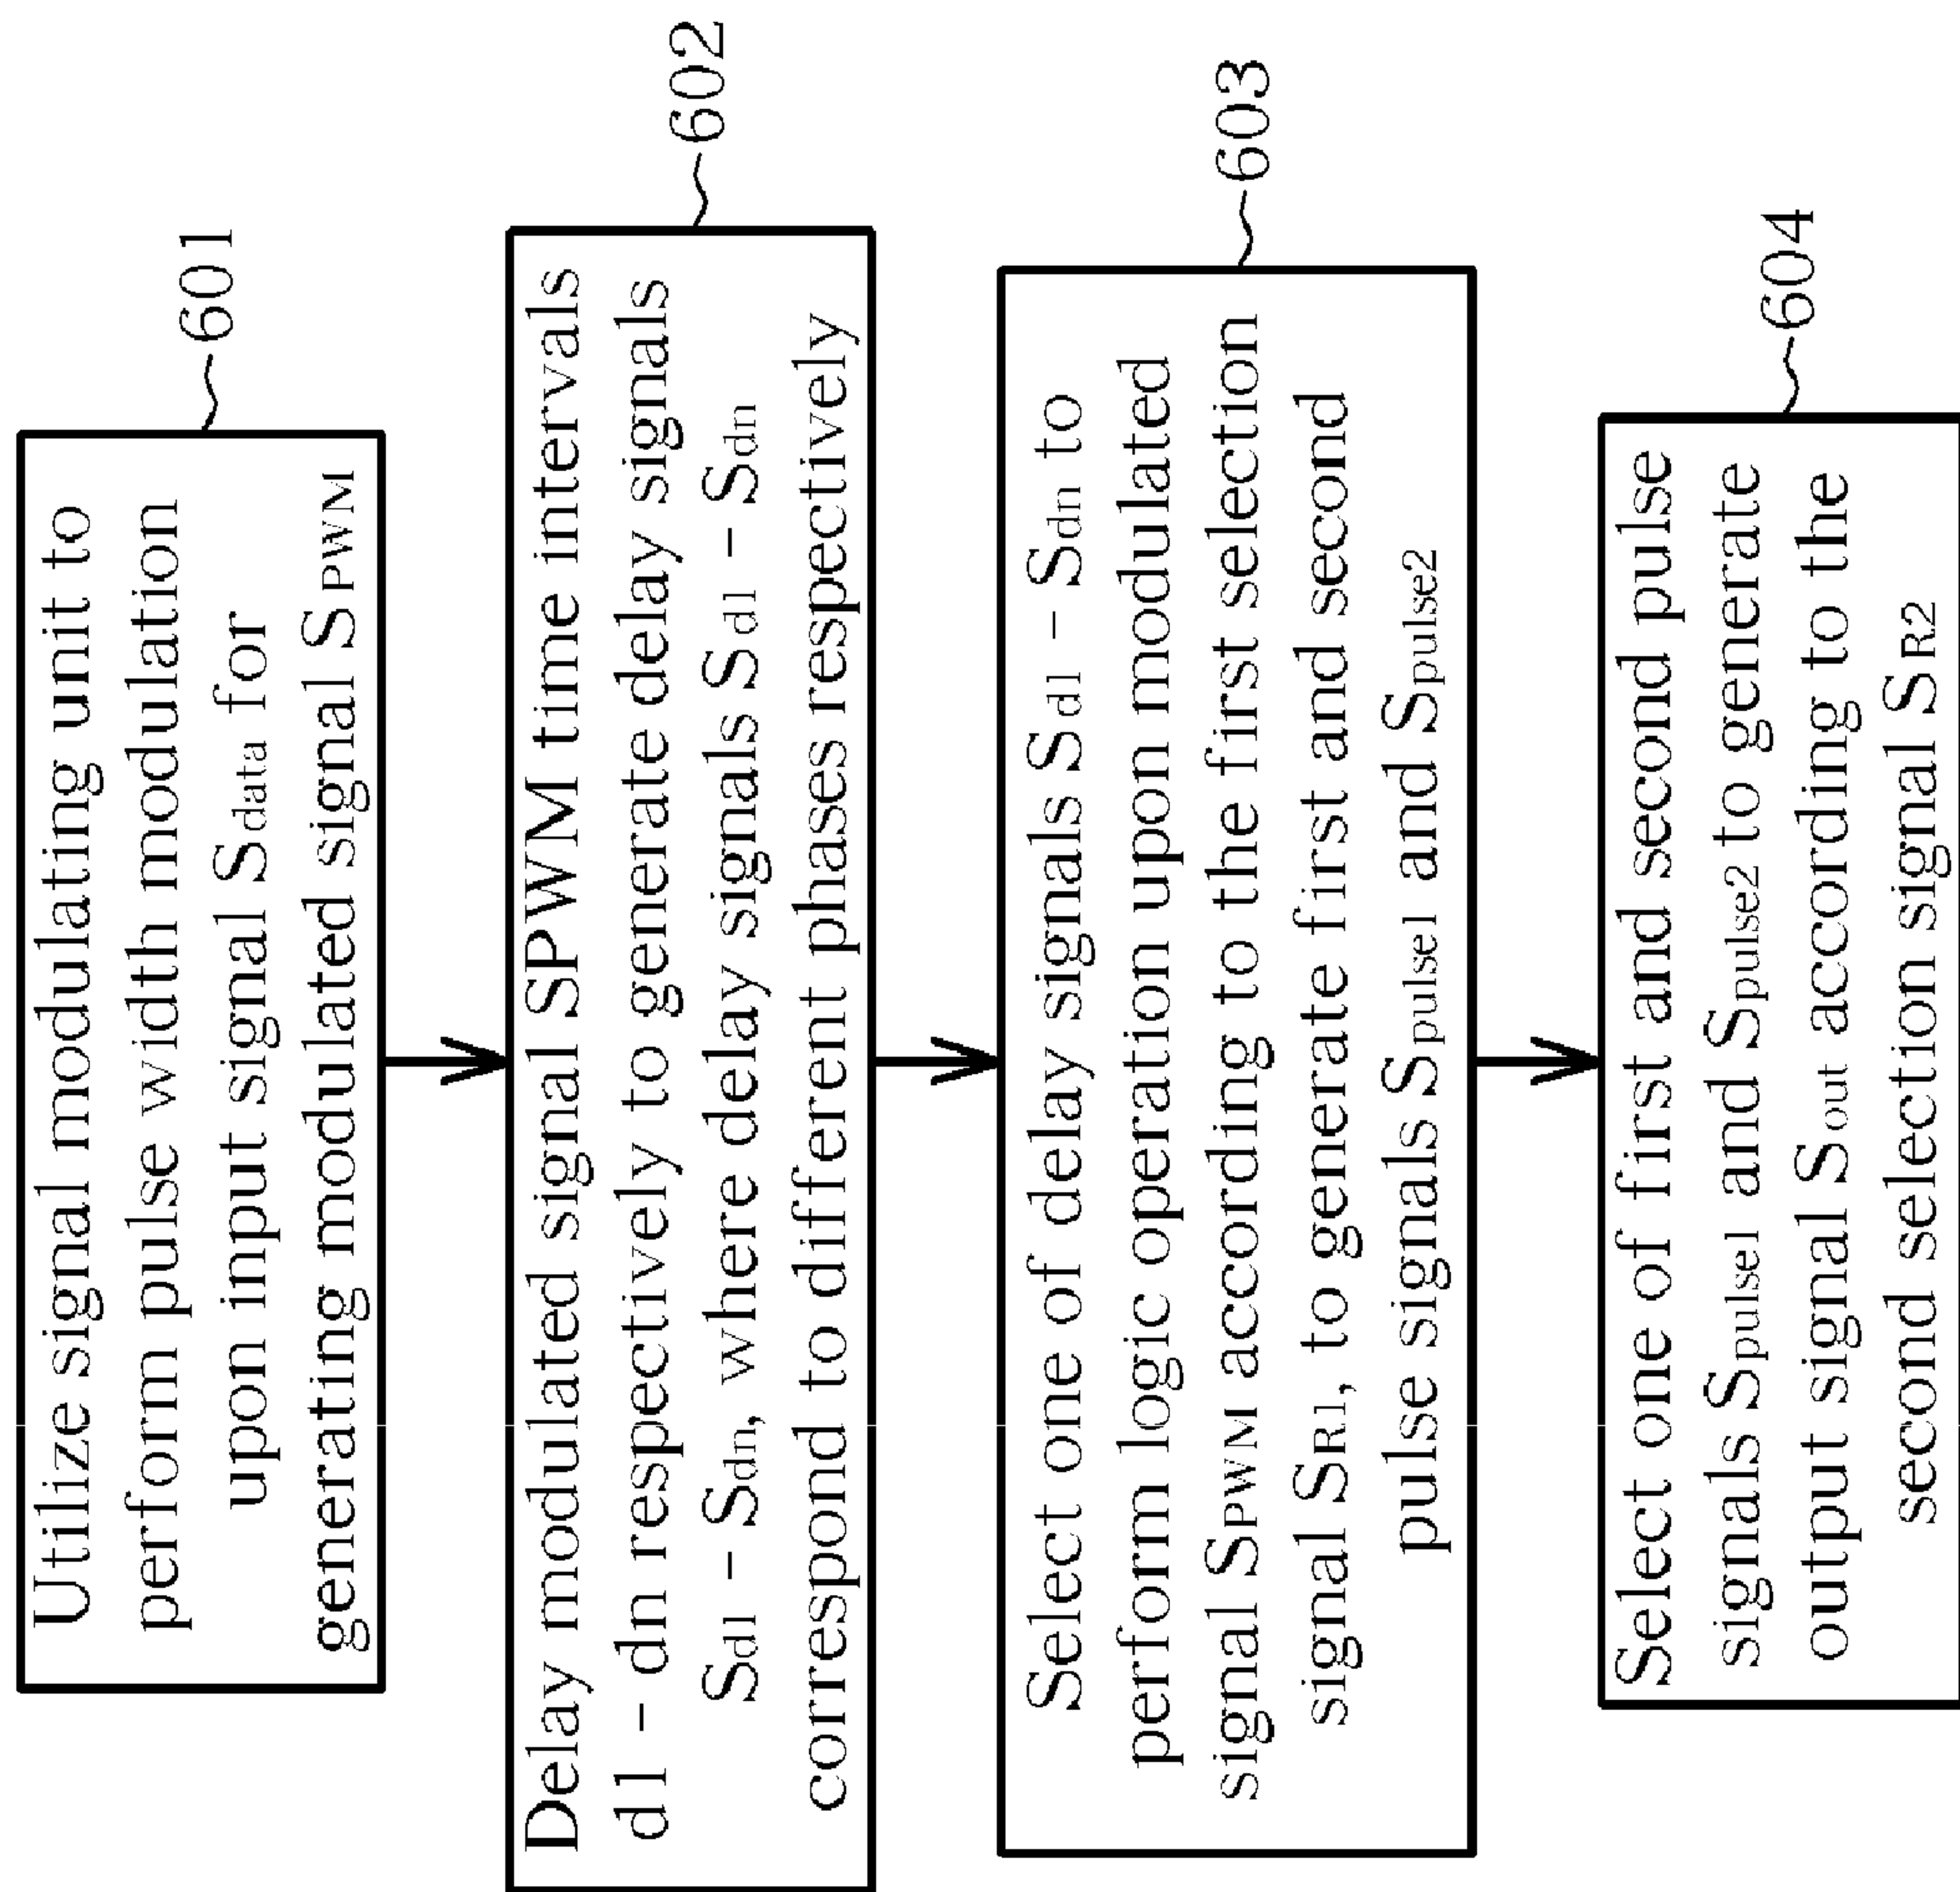 Utilize signal modulating unit to
perform pulse width modulation
upon input signal Sdata for
generating modulated signal SPWM
601
Delay modulated signal SPWM time intervals
d1 - dn respectively to generate delay signals
Sd1 - Sdn, where delay signals Sd1 - Sdn
correspond to different phases respectively
602
Select one of delay signals Sd1 - Sdn to
perform logic operation upon modulated
signal SPWM according to the first selection
signal SR1, to generate first and second
pulse signals Spulse1 and Spulse2
603
Select one of first and second pulse
signals Spulse1 and Spulse2 to generate
output signal Sout according to the
second selection signal SR2
604